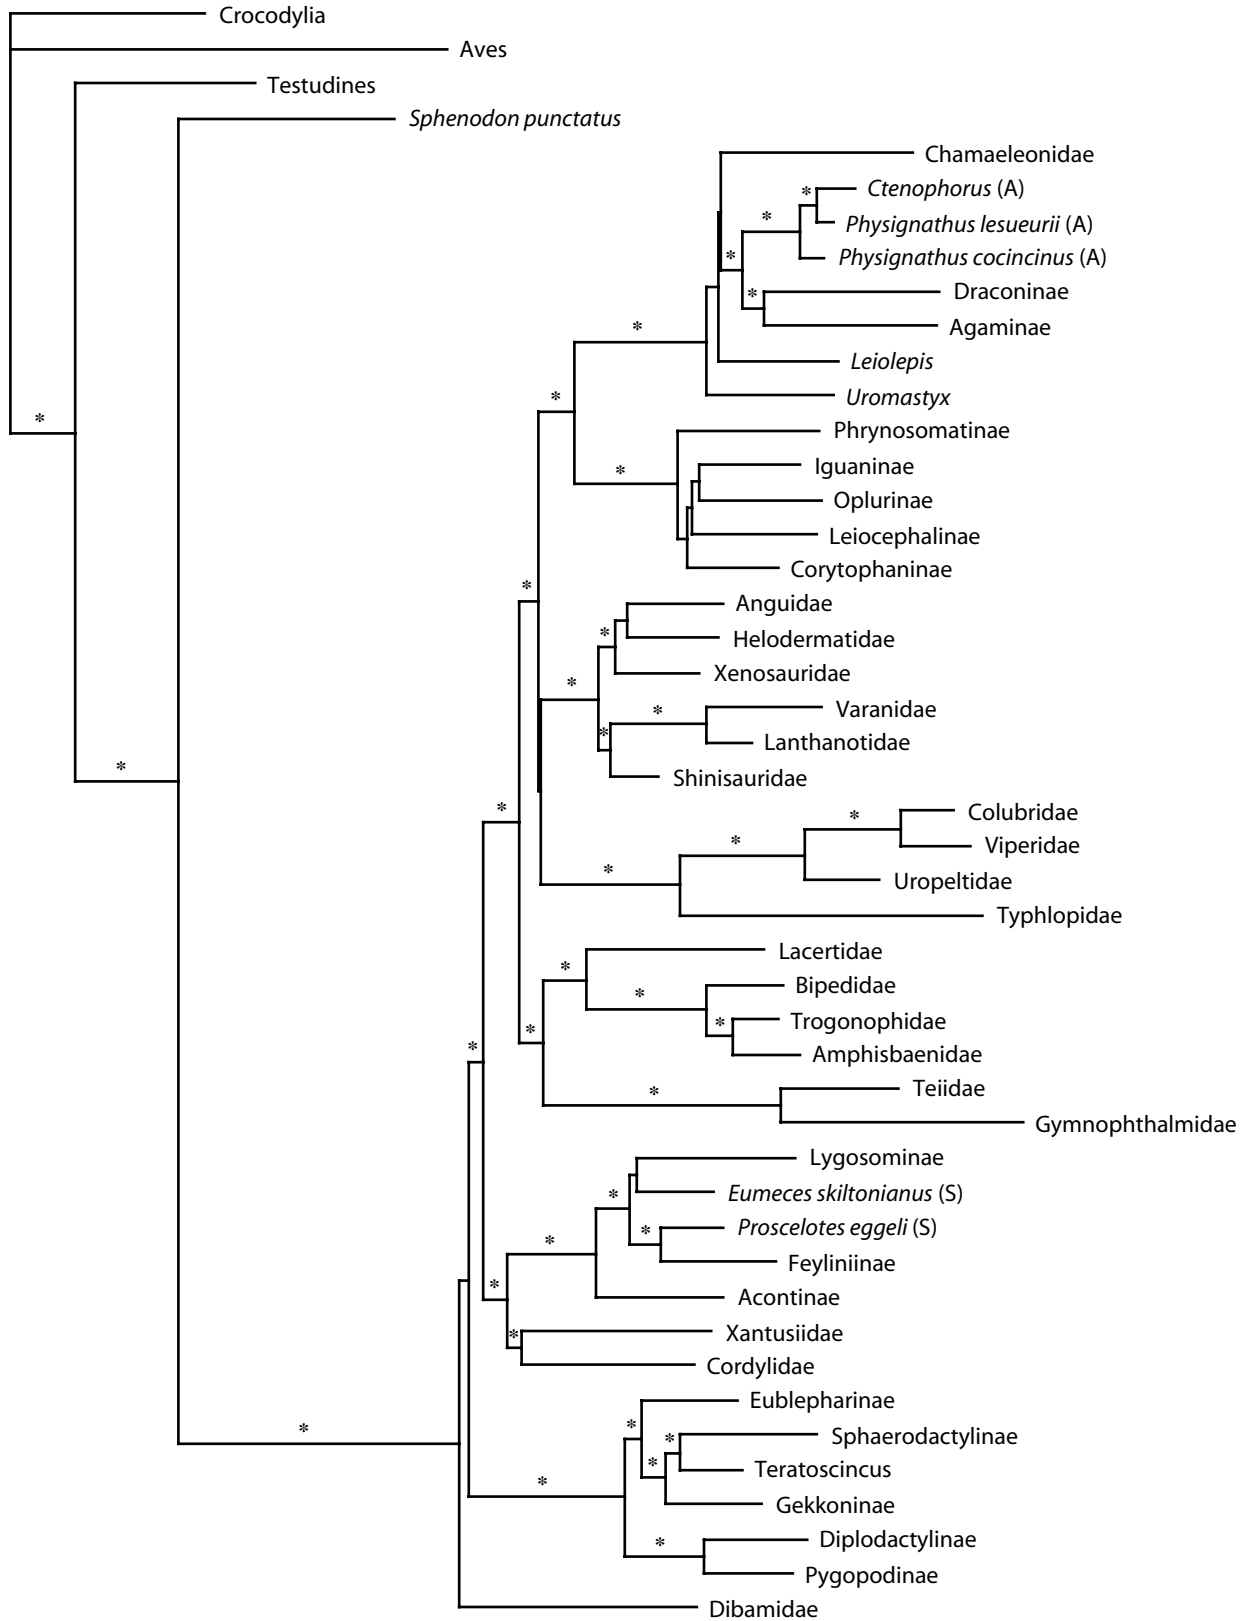 Crocodylia
Aves
Testudines
Sphenodon punctatus
Chamaeleonidae
Ctenophorus (A)
Physignathus lesueurii (A)
Physignathus cocincinus (A)
Draconinae
Agaminae
Leiolepis
Uromastyx
Phrynosomatinae
Iguaninae
Oplurinae
Leiocephalinae
Corytophaninae
Anguidae
Helodermatidae
Xenosauridae
Varanidae
Lanthanotidae
Shinisauridae
Colubridae
Viperidae
Uropeltidae
Typhlopidae
Lacertidae
Bipedidae
Trogonophidae
Amphisbaenidae
Teiidae
Gymnophthalmidae
Lygosominae
Eumeces skiltonianus (S)
Proscelotes eggeli (S)
Feyliniinae
Acontinae
Xantusiidae
Cordylidae
Eublepharinae
Sphaerodactylinae
Teratoscincus
Gekkoninae
Diplodactylinae
Pygopodinae
Dibamidae